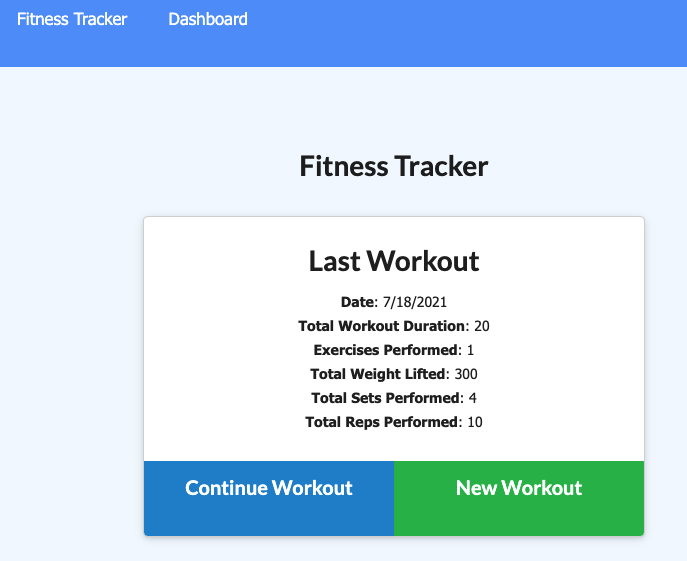 Fitness Tracker Dashboard
Fitness Tracker
Last Workout
Date: 7/18/2021
Total Workout Duration: 20
Exercises Performed: 1
Total Weight Lifted: 300
Total Sets Performed: 4
Total Reps Performed: 10
Continue Workout New Workout